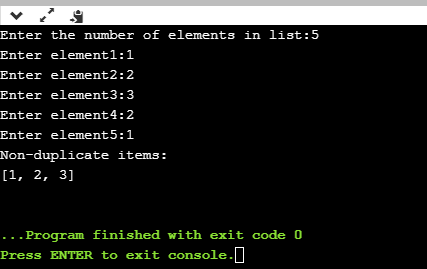 Enter the number of elements in list:5
Enter element1:1
Enter element2:2
Enter element3:3
Enter element4:2
Enter element5:1
Non-duplicate items:
[1, 2, 3]
...Program finished with exit code 0
Press ENTER to exit console.